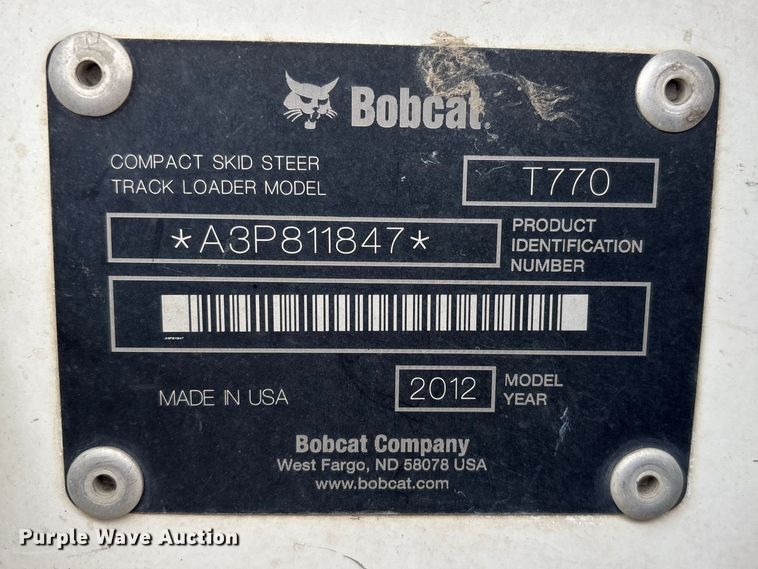 Bobcat
COMPACT SKID STEER
TRACK LOADER MODEL
T770
*A3P811847*
PRODUCT
IDENTIFICATION
NUMBER
A3P811847
MADE IN USA
2012
MODEL
YEAR
Bobcat Company
West Fargo, ND 58078 USA
www.bobcat.com
Purple Wave Auction